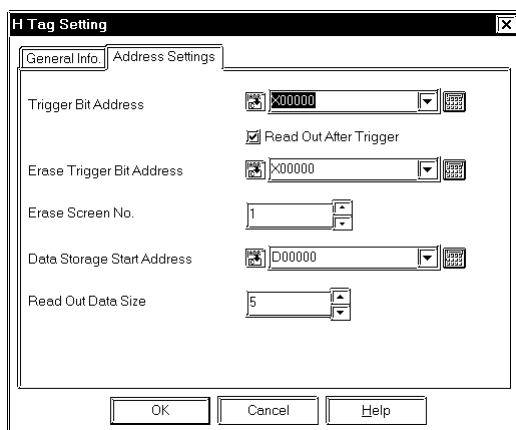 H Tag Setting
General Info. Address Settings
Trigger Bit Address X00000
Read Out After Trigger
Erase Trigger Bit Address X00000
Erase Screen No. 1
Data Storage Start Address D00000
Read Out Data Size 5
OK Cancel Help